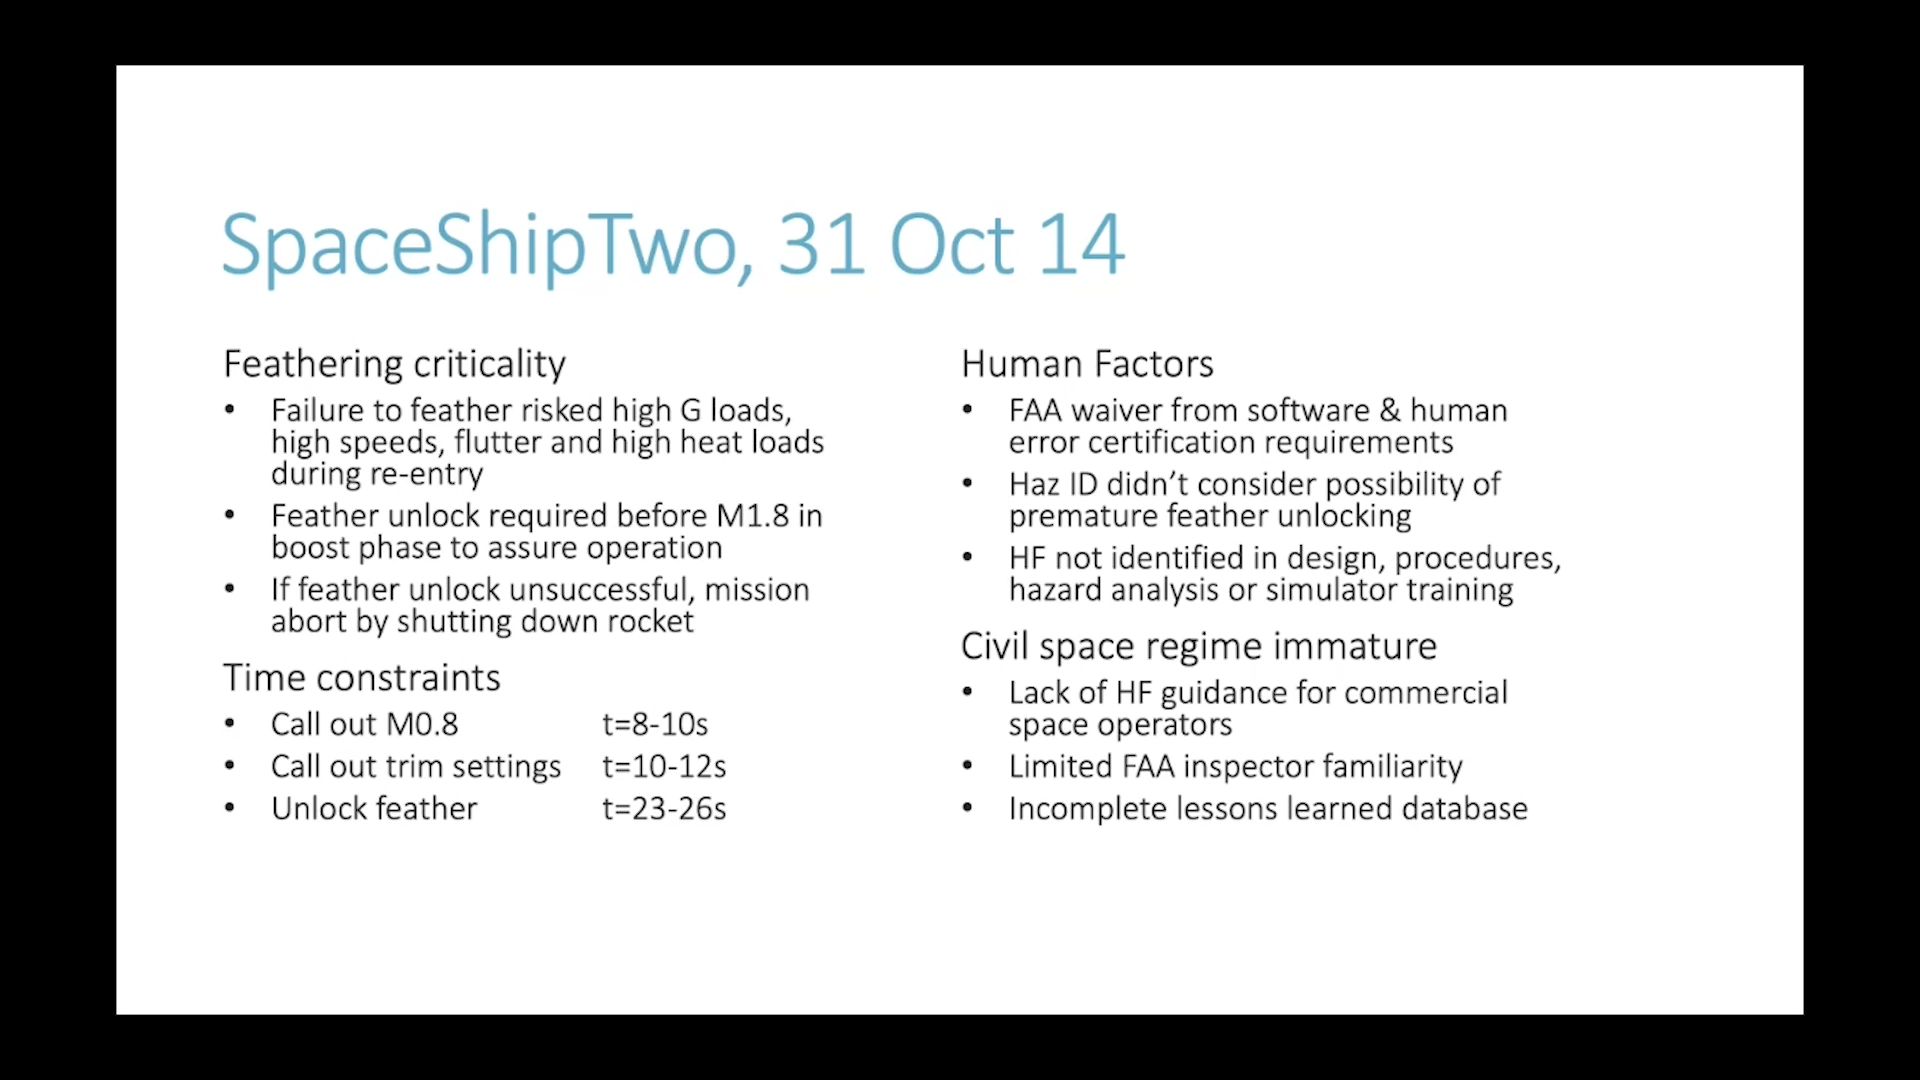 SpaceShipTwo, 31 Oct 14
Feathering criticality
• Failure to feather risked high G loads,
high speeds, flutter and high heat loads
during re-entry
• Feather unlock required before M1.8 in
boost phase to assure operation
• If feather unlock unsuccessful, mission
abort by shutting down rocket
Time constraints
• Call out M0.8 t=8-10s
• Call out trim settings t=10-12s
• Unlock feather t=23-26s
Human Factors
• FAA waiver from software & human
error certification requirements
• Haz ID didn't consider possibility of
premature feather unlocking
• HF not identified in design, procedures,
hazard analysis or simulator training
Civil space regime immature
• Lack of HF guidance for commercial
space operators
• Limited FAA inspector familiarity
• Incomplete lessons learned database